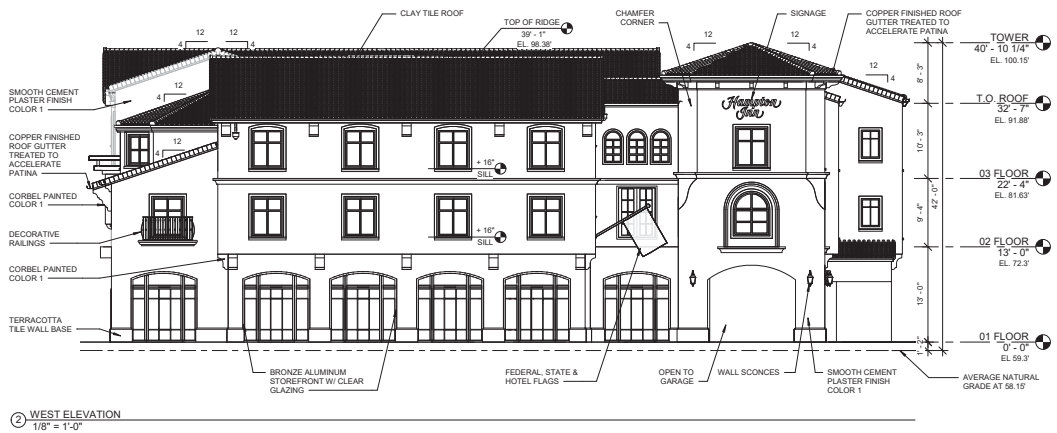 CLAY TILE ROOF
TOP OF RIDGE
39' - 1"
EL. 98.38'
CHAMFER
CORNER
SIGNAGE
COPPER FINISHED ROOF
GUTTER TREATED TO
ACCELERATE PATINA
12
4
12
4
12
4
12
4
12
4
12
4
12
4
TOWER
40' - 10 1/4"
EL. 100.15'
8' - 3"
SMOOTH CEMENT
PLASTER FINISH
COLOR 1
Hampton
Inn
T.O. ROOF
32' - 7"
EL. 91.88'
10' - 3"
COPPER FINISHED
ROOF GUTTER
TREATED TO
ACCELERATE
PATINA
+ 16"
SILL
03 FLOOR
22' - 4"
EL. 81.63'
CORBEL PAINTED
COLOR 1
9' - 4"
42' - 0"
DECORATIVE
RAILINGS
+ 16"
SILL
02 FLOOR
13' - 0"
EL. 72.3'
CORBEL PAINTED
COLOR 1
13' - 0"
TERRACOTTA
TILE WALL BASE
01 FLOOR
0' - 0"
EL 59.3'
1' - 2"
BRONZE ALUMINUM
STOREFRONT W/ CLEAR
GLAZING
FEDERAL, STATE &
HOTEL FLAGS
OPEN TO
GARAGE
WALL SCONCES
SMOOTH CEMENT
PLASTER FINISH
COLOR 1
AVERAGE NATURAL
GRADE AT 58.15'
2
WEST ELEVATION
1/8" = 1'-0"